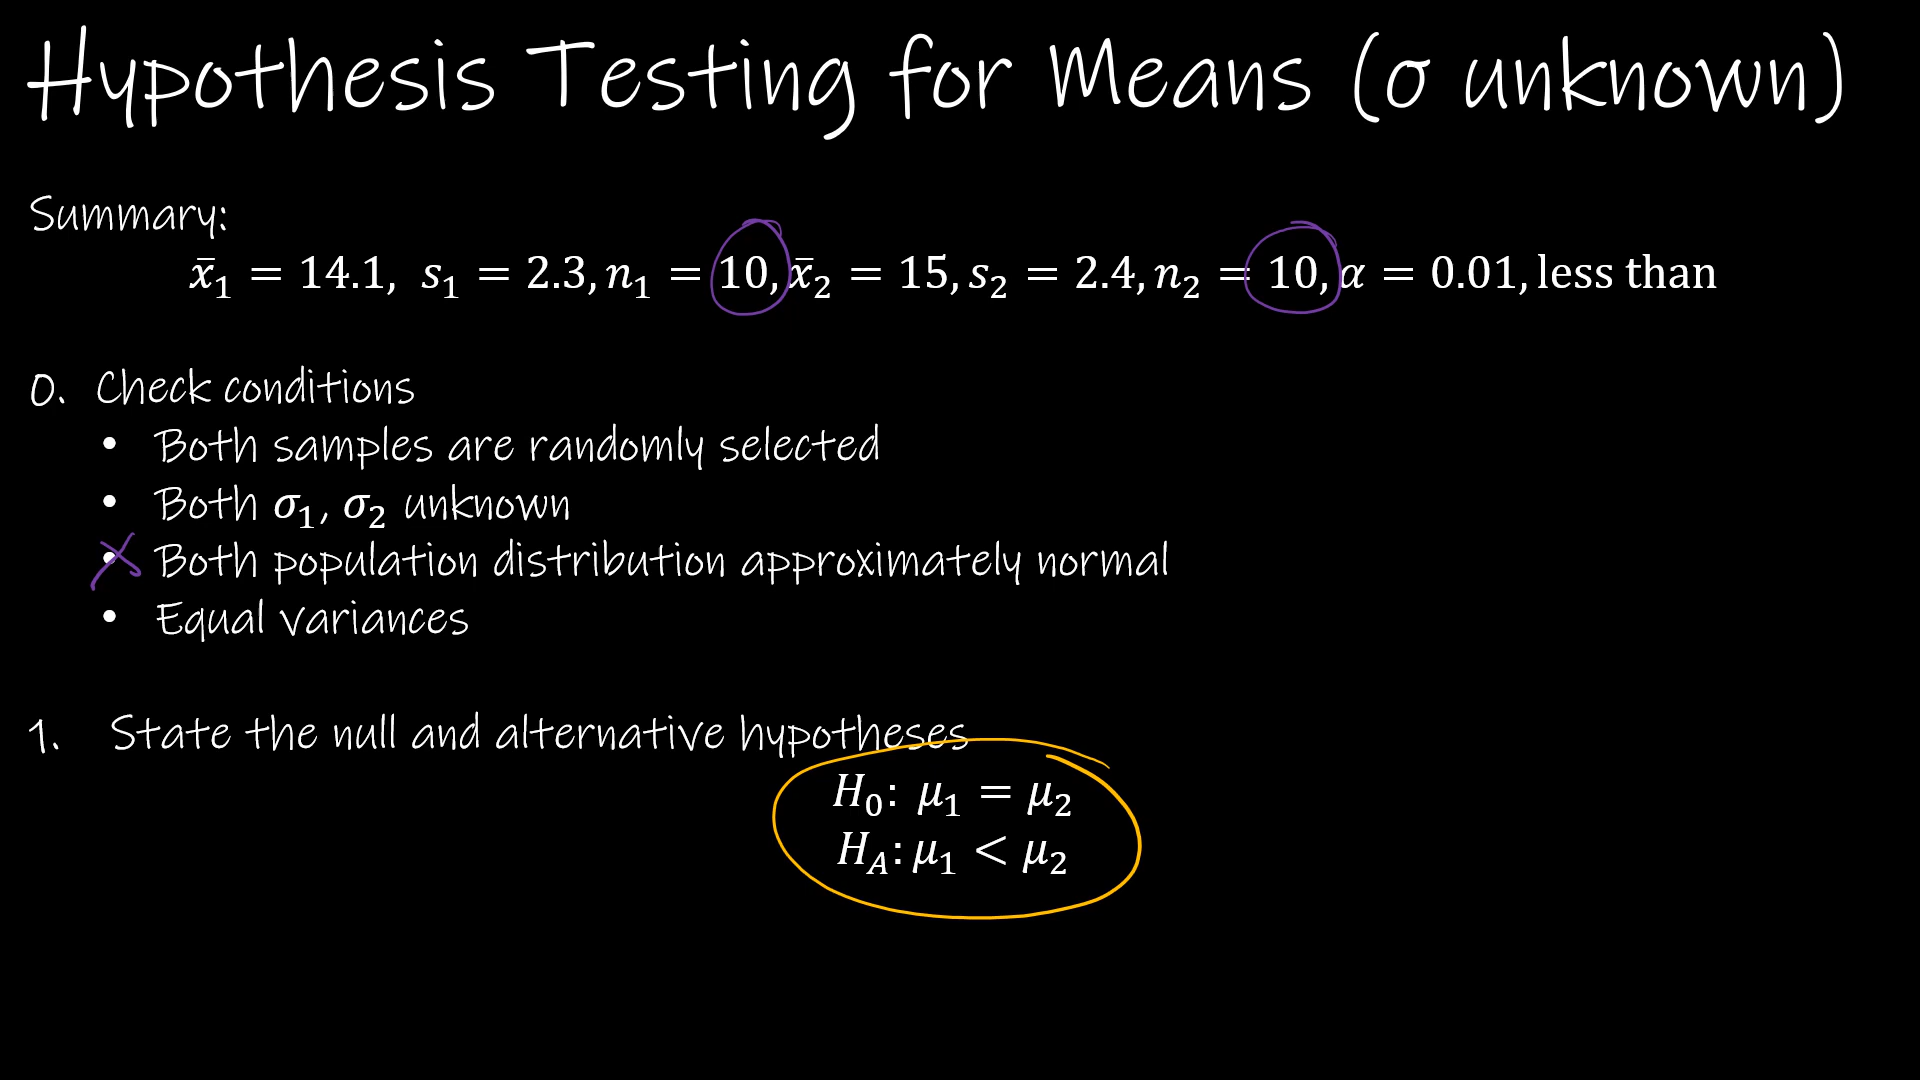 Hypothesis Testing for Means (σ unknown)
Summary:
x̄₁ = 14.1, s₁ = 2.3, n₁ = 10, x̄₂ = 15, s₂ = 2.4, n₂ = 10, α = 0.01, less than
0. Check conditions
• Both samples are randomly selected
• Both σ₁, σ₂ unknown
• Both population distribution approximately normal
• Equal variances
1. State the null and alternative hypotheses
H₀: μ₁ = μ₂
H_A: μ₁ < μ₂